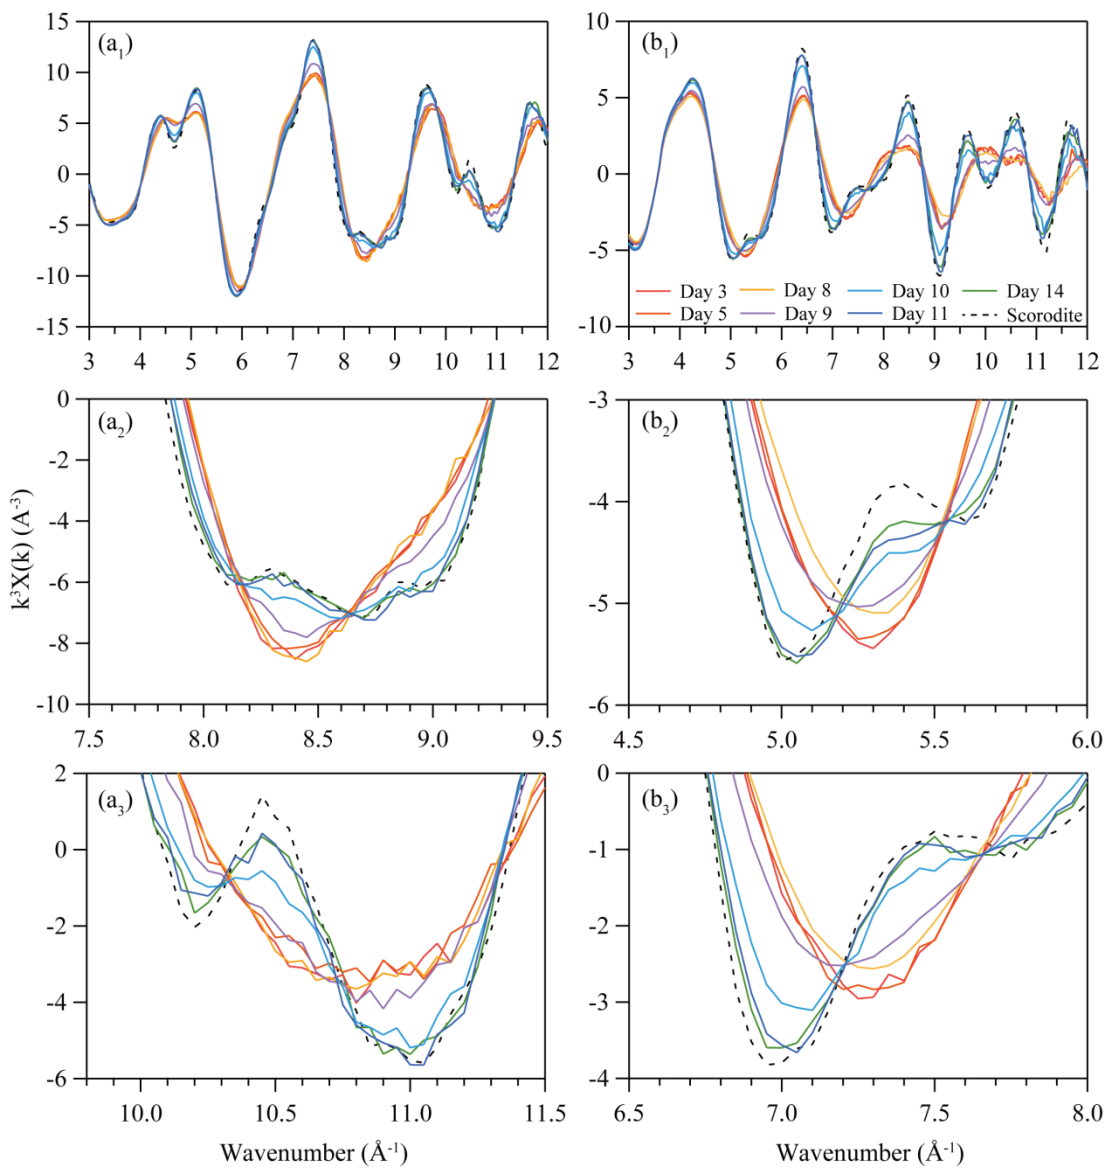 (a₁)
15
10
5
0
-5
-10
-15
3 4 5 6 7 8 9 10 11 12
(b₁)
10
5
0
-5
-10
Day 3 Day 8 Day 10 Day 14
Day 5 Day 9 Day 11 Scorodite
3 4 5 6 7 8 9 10 11 12
(a₂)
0
-2
-4
-6
-8
-10
7.5 8.0 8.5 9.0 9.5
(b₂)
-3
-4
-5
-6
4.5 5.0 5.5 6.0
k³X(k) (A⁻³)
(a₃)
2
0
-2
-4
-6
10.0 10.5 11.0 11.5
Wavenumber (Å⁻¹)
(b₃)
0
-1
-2
-3
-4
6.5 7.0 7.5 8.0
Wavenumber (Å⁻¹)